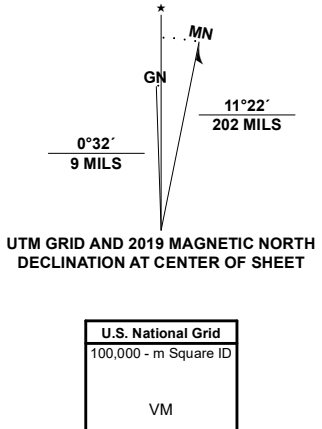 ★
MN
GN
11°22´
202 MILS
0°32´
9 MILS
UTM GRID AND 2019 MAGNETIC NORTH
DECLINATION AT CENTER OF SHEET
U.S. National Grid
100,000 - m Square ID
VM